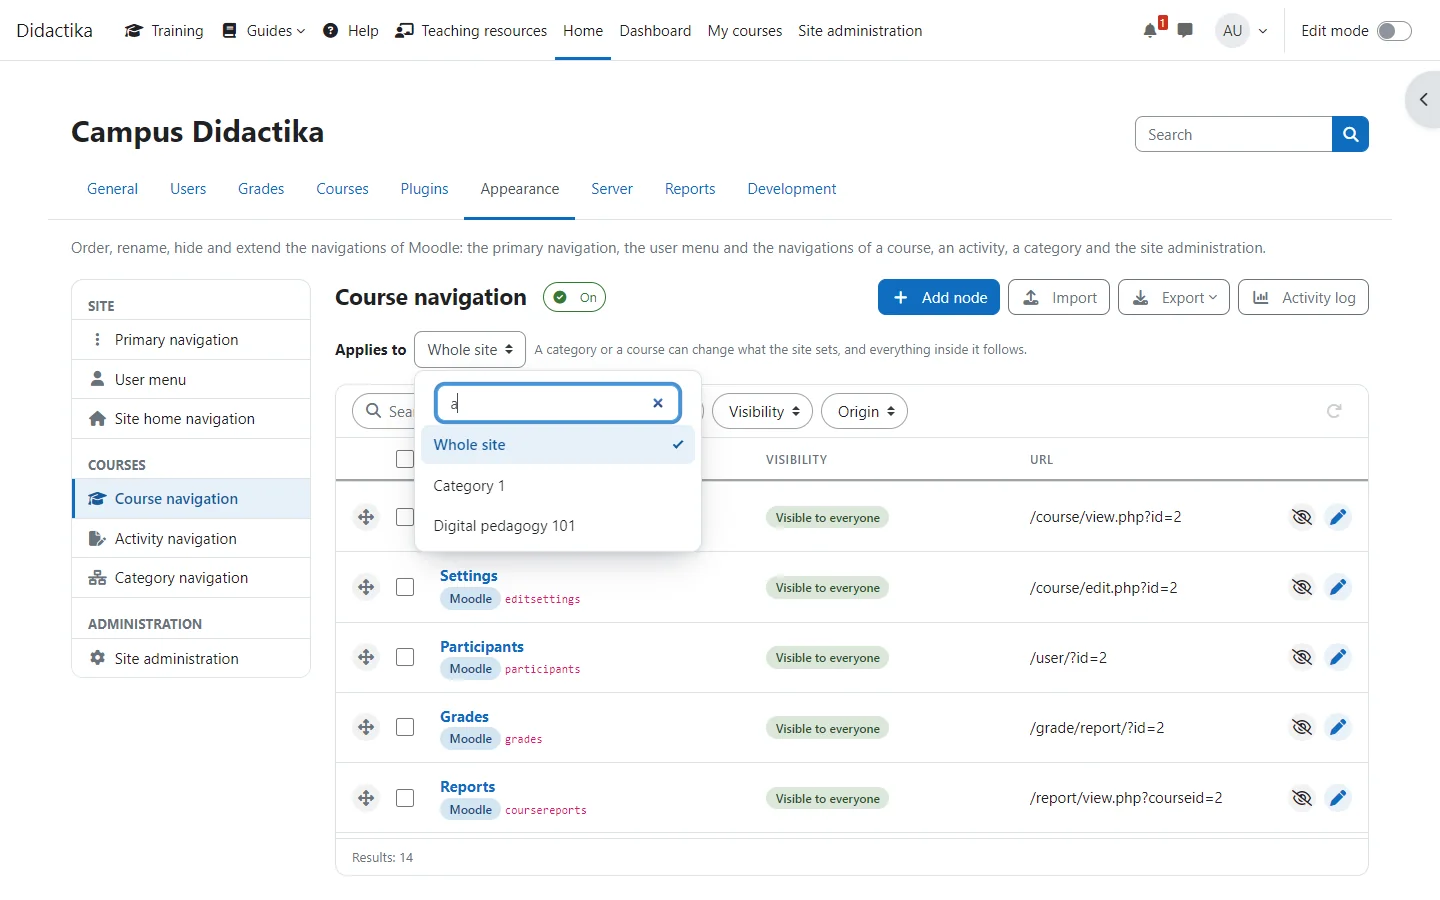 Didactika
Training
Guides
Help
Teaching resources
Home
Dashboard
My courses
Site administration
1
AU
Edit mode
Campus Didactika
Search
General
Users
Grades
Courses
Plugins
Appearance
Server
Reports
Development
Order, rename, hide and extend the navigations of Moodle: the primary navigation, the user menu and the navigations of a course, an activity, a category and the site administration.
SITE
Primary navigation
User menu
Site home navigation
COURSES
Course navigation
Activity navigation
Category navigation
ADMINISTRATION
Site administration
Course navigation
On
Add node
Import
Export
Activity log
Applies to
Whole site
A category or a course can change what the site sets, and everything inside it follows.
a
Whole site
Category 1
Digital pedagogy 101
Visibility
Origin
VISIBILITY
URL
Visible to everyone
/course/view.php?id=2
Settings
Moodle editsettings
Visible to everyone
/course/edit.php?id=2
Participants
Moodle participants
Visible to everyone
/user/?id=2
Grades
Moodle grades
Visible to everyone
/grade/report/?id=2
Reports
Moodle coursereports
Visible to everyone
/report/view.php?courseid=2
Results: 14